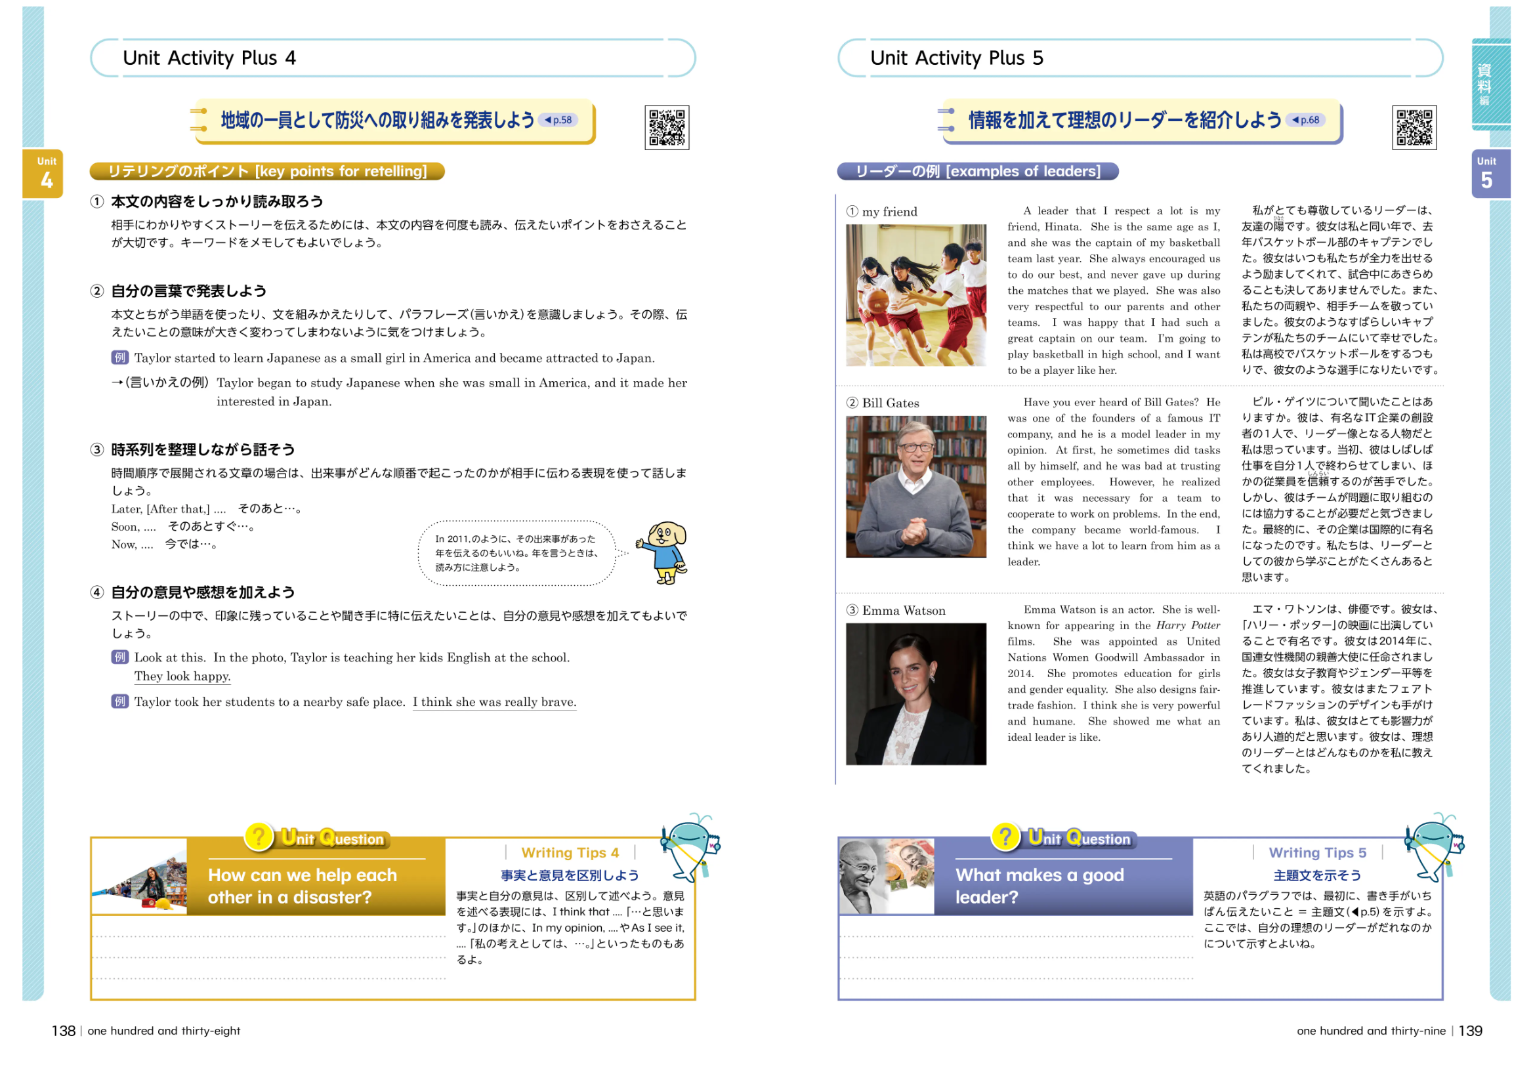 Unit Activity Plus 4
地域の一員として防災への取り組みを発表しよう ◀p.58
Unit
4
リテリングのポイント [key points for retelling]
① 本文の内容をしっかり読み取ろう
相手にわかりやすくストーリーを伝えるためには、本文の内容を何度も読み、伝えたいポイントをおさえること
が大切です。キーワードをメモしてもよいでしょう。
② 自分の言葉で発表しよう
本文とちがう単語を使ったり、文を組みかえたりして、パラフレーズ(言いかえ)を意識しましょう。その際、伝
えたいことの意味が大きく変わってしまわないように気をつけましょう。
例 Taylor started to learn Japanese as a small girl in America and became attracted to Japan.
→(言いかえの例) Taylor began to study Japanese when she was small in America, and it made her
interested in Japan.
③ 時系列を整理しながら話そう
時間順序で展開される文章の場合は、出来事がどんな順番で起こったのかが相手に伝わる表現を使って話しま
しょう。
Later, [After that,] .... そのあと…。
Soon, .... そのあとすぐ…。
Now, .... 今では…。
In 2011,のように、その出来事があった
年を伝えるのもいいね。年を言うときは、
読み方に注意しよう。
④ 自分の意見や感想を加えよう
ストーリーの中で、印象に残っていることや聞き手に特に伝えたいことは、自分の意見や感想を加えてもよいで
しょう。
例 Look at this. In the photo, Taylor is teaching her kids English at the school.
They look happy.
例 Taylor took her students to a nearby safe place. I think she was really brave.
? Unit Question
How can we help each
other in a disaster?
Writing Tips 4
事実と意見を区別しよう
事実と自分の意見は、区別して述べよう。意見
を述べる表現には、I think that ....「…と思いま
す。」のほかに、In my opinion, ....やAs I see it,
....「私の考えとしては、…。」といったものもあ
るよ。
138 | one hundred and thirty-eight
Unit Activity Plus 5
情報を加えて理想のリーダーを紹介しよう ◀p.68
資料編
Unit
5
リーダーの例 [examples of leaders]
① my friend
A leader that I respect a lot is my
friend, Hinata. She is the same age as I,
and she was the captain of my basketball
team last year. She always encouraged us
to do our best, and never gave up during
the matches that we played. She was also
very respectful to our parents and other
teams. I was happy that I had such a
great captain on our team. I'm going to
play basketball in high school, and I want
to be a player like her.
私がとても尊敬しているリーダーは、
友達の陽です。彼女は私と同い年で、去
年バスケットボール部のキャプテンでし
た。彼女はいつも私たちが全力を出せる
よう励ましてくれて、試合中にあきらめ
ることも決してありませんでした。また、
私たちの両親や、相手チームを敬ってい
ました。彼女のようなすばらしいキャプ
テンが私たちのチームにいて幸せでした。
私は高校でバスケットボールをするつも
りで、彼女のような選手になりたいです。
② Bill Gates
Have you ever heard of Bill Gates? He
was one of the founders of a famous IT
company, and he is a model leader in my
opinion. At first, he sometimes did tasks
all by himself, and he was bad at trusting
other employees. However, he realized
that it was necessary for a team to
cooperate to work on problems. In the end,
the company became world-famous. I
think we have a lot to learn from him as a
leader.
ビル・ゲイツについて聞いたことはあ
りますか。彼は、有名なIT企業の創設
者の1人で、リーダー像となる人物だと
私は思っています。当初、彼はしばしば
仕事を自分1人で終わらせてしまい、ほ
かの従業員を信頼するのが苦手でした。
しかし、彼はチームが問題に取り組むの
には協力することが必要だと気づきまし
た。最終的に、その企業は国際的に有名
になったのです。私たちは、リーダーと
しての彼から学ぶことがたくさんあると
思います。
③ Emma Watson
Emma Watson is an actor. She is well-
known for appearing in the Harry Potter
films. She was appointed as United
Nations Women Goodwill Ambassador in
2014. She promotes education for girls
and gender equality. She also designs fair-
trade fashion. I think she is very powerful
and humane. She showed me what an
ideal leader is like.
エマ・ワトソンは、俳優です。彼女は、
「ハリー・ポッター」の映画に出演してい
ることで有名です。彼女は2014年に、
国連女性機関の親善大使に任命されまし
た。彼女は女子教育やジェンダー平等を
推進しています。彼女はまたフェアト
レードファッションのデザインも手がけ
ています。私は、彼女はとても影響力が
あり人道的だと思います。彼女は、理想
のリーダーとはどんなものかを私に教え
てくれました。
? Unit Question
What makes a good
leader?
Writing Tips 5
主題文を示そう
英語のパラグラフでは、最初に、書き手がいち
ばん伝えたいこと = 主題文(◀p.5)を示すよ。
ここでは、自分の理想のリーダーがだれなのか
について示すとよいね。
one hundred and thirty-nine | 139